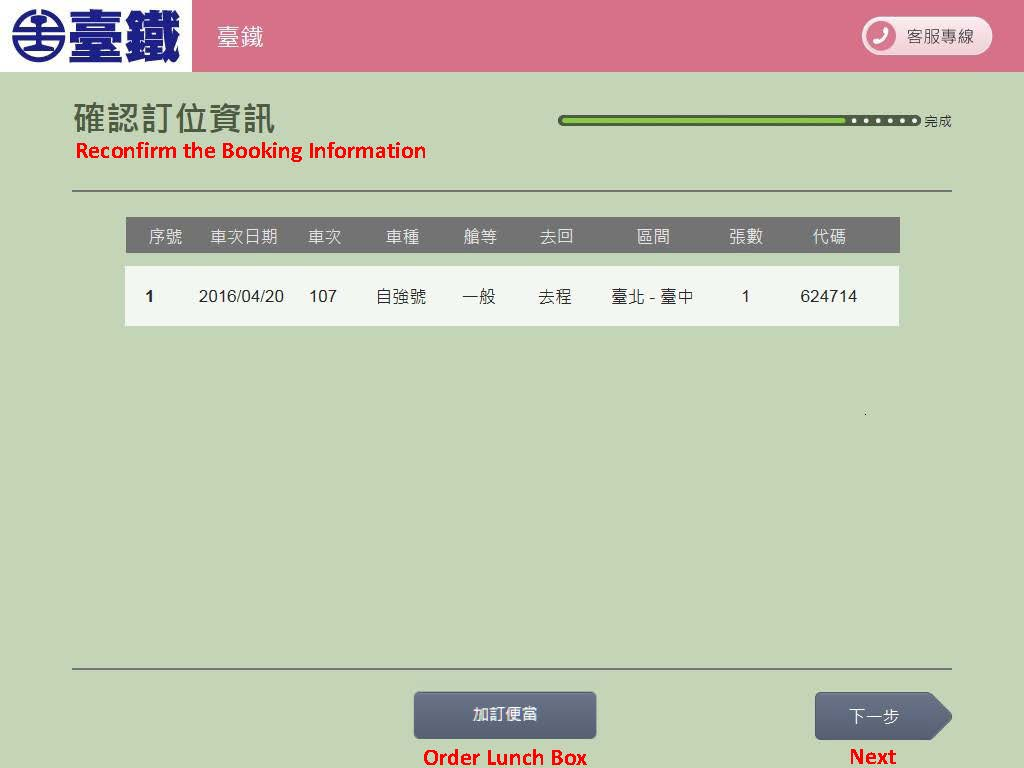 臺鐵
臺鐵
客服專線
確認訂位資訊
完成
Reconfirm the Booking Information
序號 車次日期 車次 車種 艙等 去回 區間 張數 代碼
1 2016/04/20 107 自強號 一般 去程 臺北 - 臺中 1 624714
加訂便當
下一步
Order Lunch Box
Next